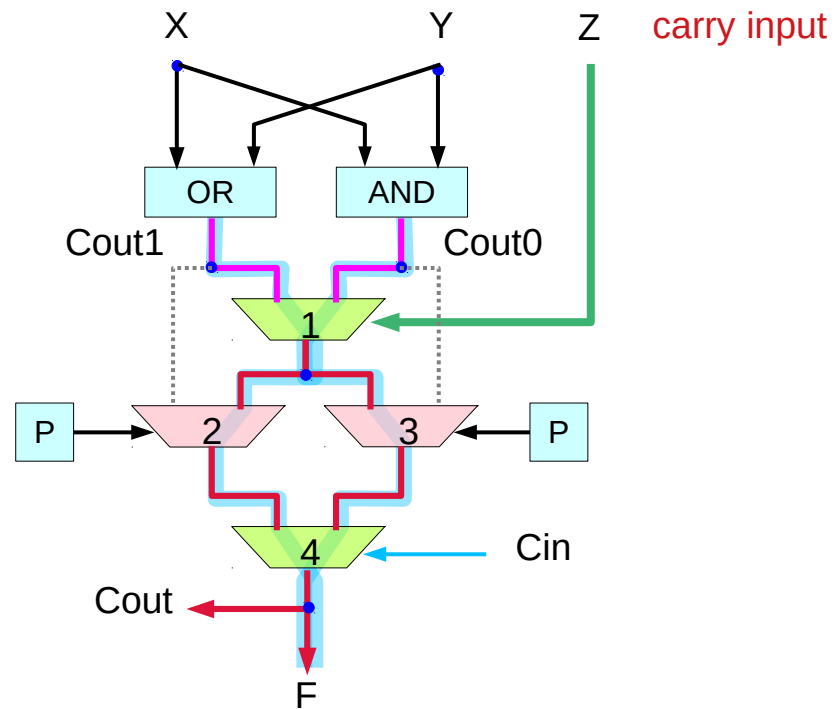 X Y Z carry input
OR AND
Cout1 Cout0
1
P 2 3 P
4 Cin
Cout
F